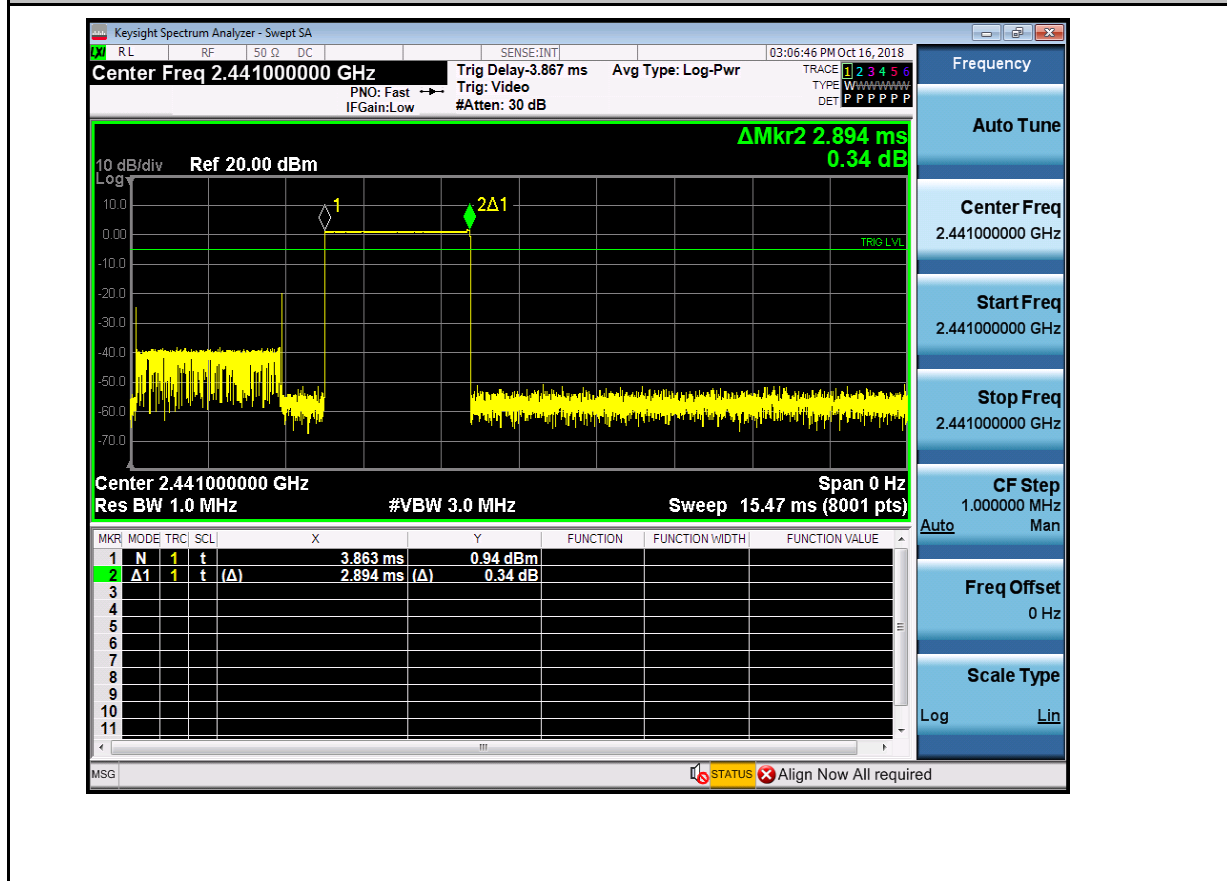 Keysight Spectrum Analyzer - Swept SA
LXI RL RF 50 Ω DC SENSE:INT 03:06:46 PM Oct 16, 2018
Center Freq 2.441000000 GHz
PNO: Fast
IFGain:Low
Trig Delay-3.867 ms
Trig: Video
#Atten: 30 dB
Avg Type: Log-Pwr
TRACE 1 2 3 4 5 6
TYPE WWWWWW
DET P P P P P P
ΔMkr2 2.894 ms
0.34 dB
10 dB/div
Log
Ref 20.00 dBm
10.0
0.00
-10.0
-20.0
-30.0
-40.0
-50.0
-60.0
-70.0
1
2Δ1
TRIG LVL
Center 2.441000000 GHz
Span 0 Hz
Res BW 1.0 MHz
#VBW 3.0 MHz
Sweep 15.47 ms (8001 pts)
MKR MODE TRC SCL X Y FUNCTION FUNCTION WIDTH FUNCTION VALUE
1 N 1 t 3.863 ms 0.94 dBm
2 Δ1 1 t (Δ) 2.894 ms (Δ) 0.34 dB
3
4
5
6
7
8
9
10
11
MSG
STATUS
Align Now All required
Frequency
Auto Tune
Center Freq
2.441000000 GHz
Start Freq
2.441000000 GHz
Stop Freq
2.441000000 GHz
CF Step
1.000000 MHz
Auto Man
Freq Offset
0 Hz
Scale Type
Log Lin